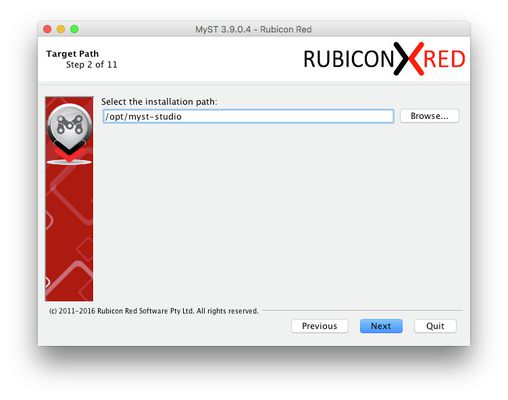 MyST 3.9.0.4 - Rubicon Red
Target Path
Step 2 of 11
RUBICON RED
Select the installation path:
/opt/myst-studio
Browse...
(c) 2011-2016 Rubicon Red Software Pty Ltd. All rights reserved.
Previous
Next
Quit